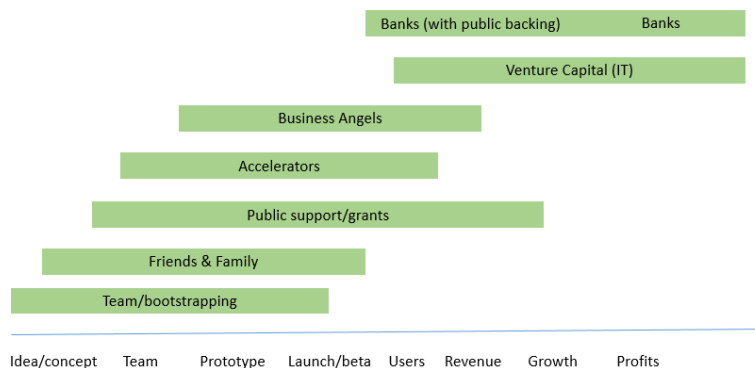 Banks (with public backing) Banks
Venture Capital (IT)
Business Angels
Accelerators
Public support/grants
Friends & Family
Team/bootstrapping
Idea/concept Team Prototype Launch/beta Users Revenue Growth Profits